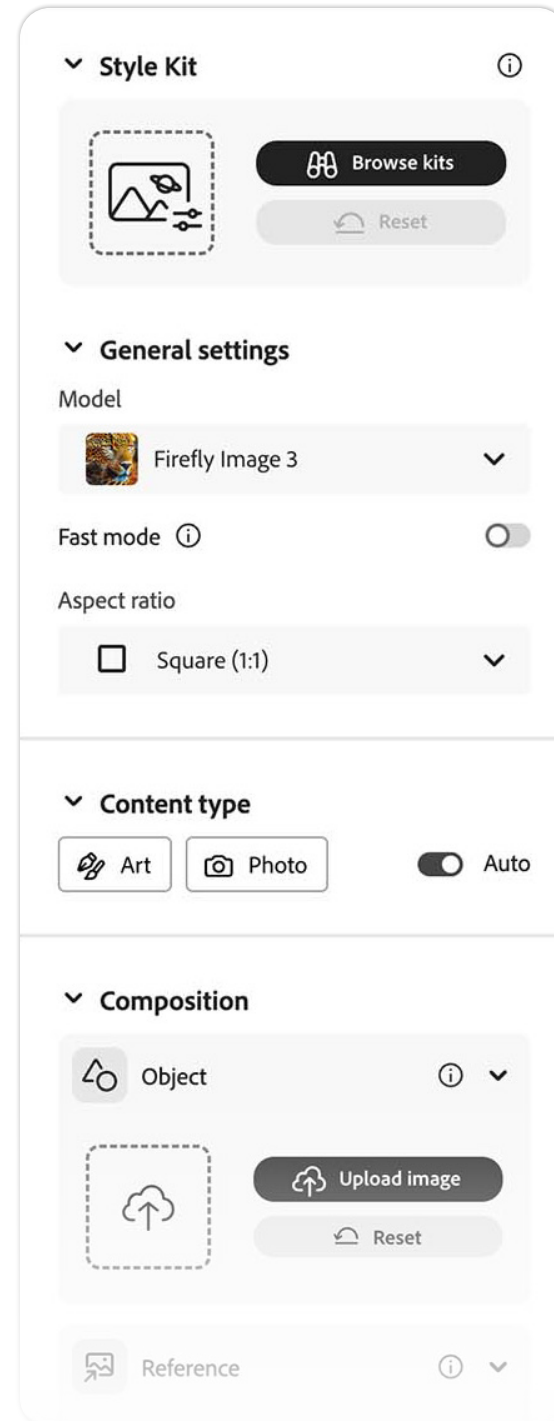 Style Kit
Browse kits
Reset
General settings
Model
Firefly Image 3
Fast mode
Aspect ratio
Square (1:1)
Content type
Art Photo Auto
Composition
Object
Upload image
Reset
Reference